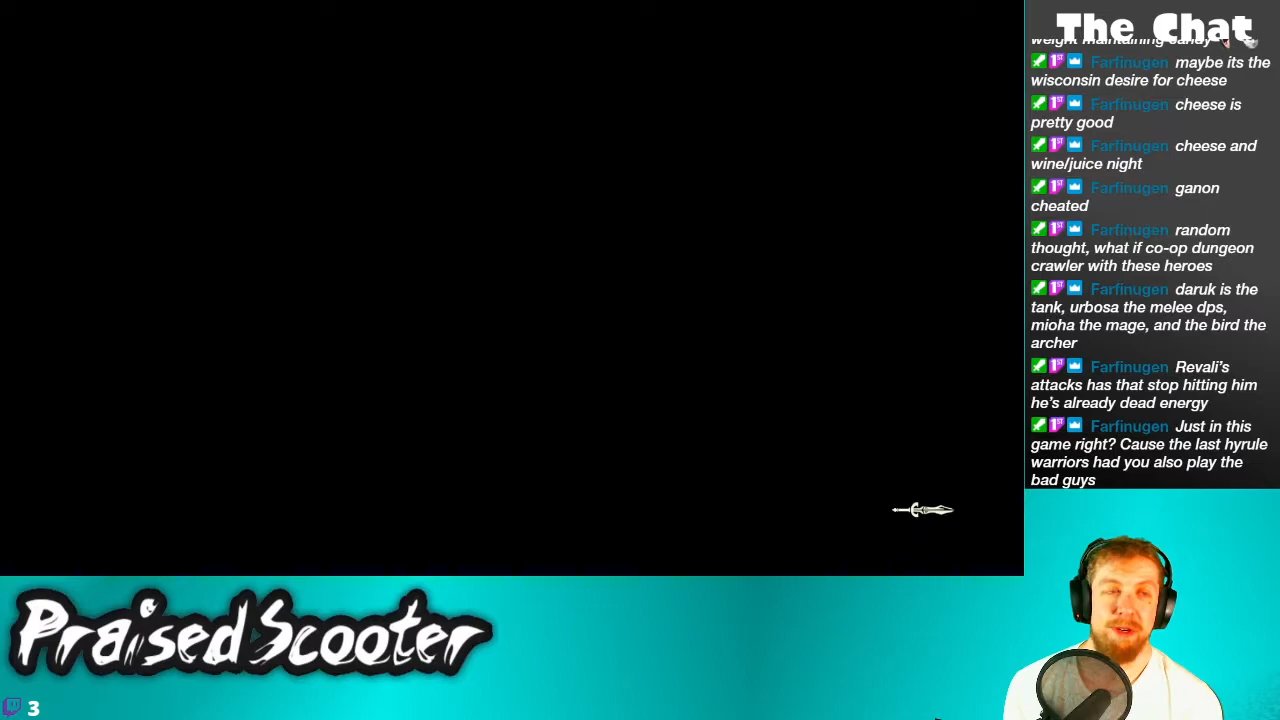 The Chat
weight maintaining candy
Farfinugen maybe its the
wisconsin desire for cheese
Farfinugen cheese is
pretty good
Farfinugen cheese and
wine/juice night
Farfinugen ganon
cheated
Farfinugen random
thought, what if co-op dungeon
crawler with these heroes
Farfinugen daruk is the
tank, urbosa the melee dps,
mioha the mage, and the bird the
archer
Farfinugen Revali's
attacks has that stop hitting him
he's already dead energy
Farfinugen Just in this
game right? Cause the last hyrule
warriors had you also play the
bad guys
PraisedScooter
3